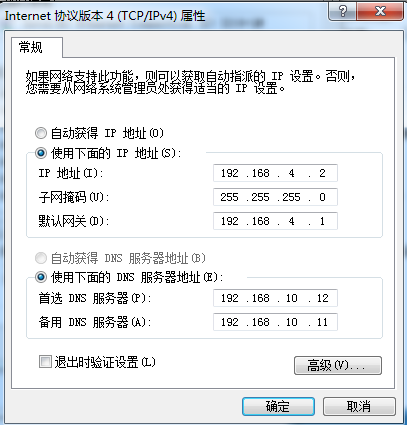 Internet 协议版本 4 (TCP/IPv4) 属性
常规
如果网络支持此功能，则可以获取自动指派的 IP 设置。否则，
您需要从网络系统管理员处获得适当的 IP 设置。
自动获得 IP 地址(O)
使用下面的 IP 地址(S):
IP 地址(I): 192 .168 . 4 . 2
子网掩码(U): 255 .255 .255 . 0
默认网关(D): 192 .168 . 4 . 1
自动获得 DNS 服务器地址(B)
使用下面的 DNS 服务器地址(E):
首选 DNS 服务器(P): 192 .168 . 10 . 12
备用 DNS 服务器(A): 192 .168 . 10 . 11
退出时验证设置(L)
高级(V)...
确定 取消